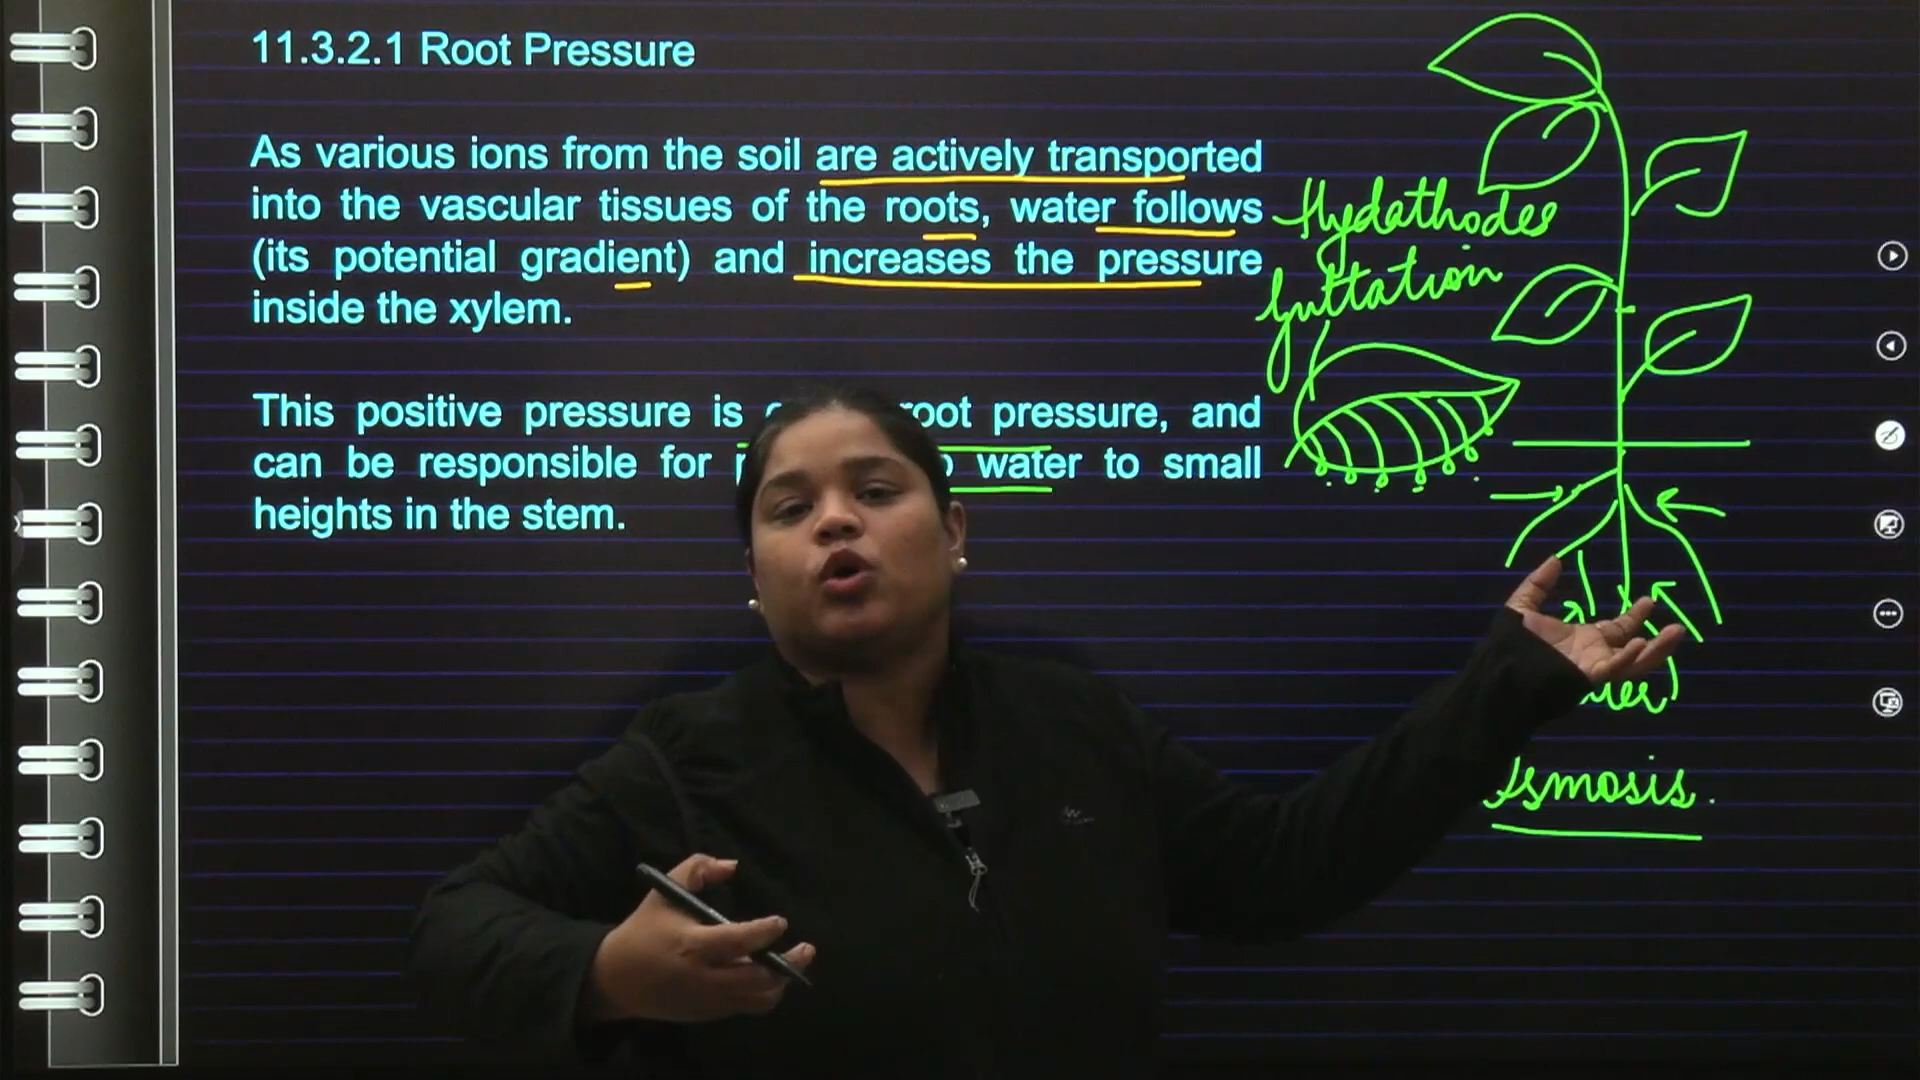 11.3.2.1 Root Pressure
As various ions from the soil are actively transported
into the vascular tissues of the roots, water follows
(its potential gradient) and increases the pressure
inside the xylem.
This positive pressure is root pressure, and
can be responsible for water to small
heights in the stem.
Hydathodes
Guttation
Osmosis.